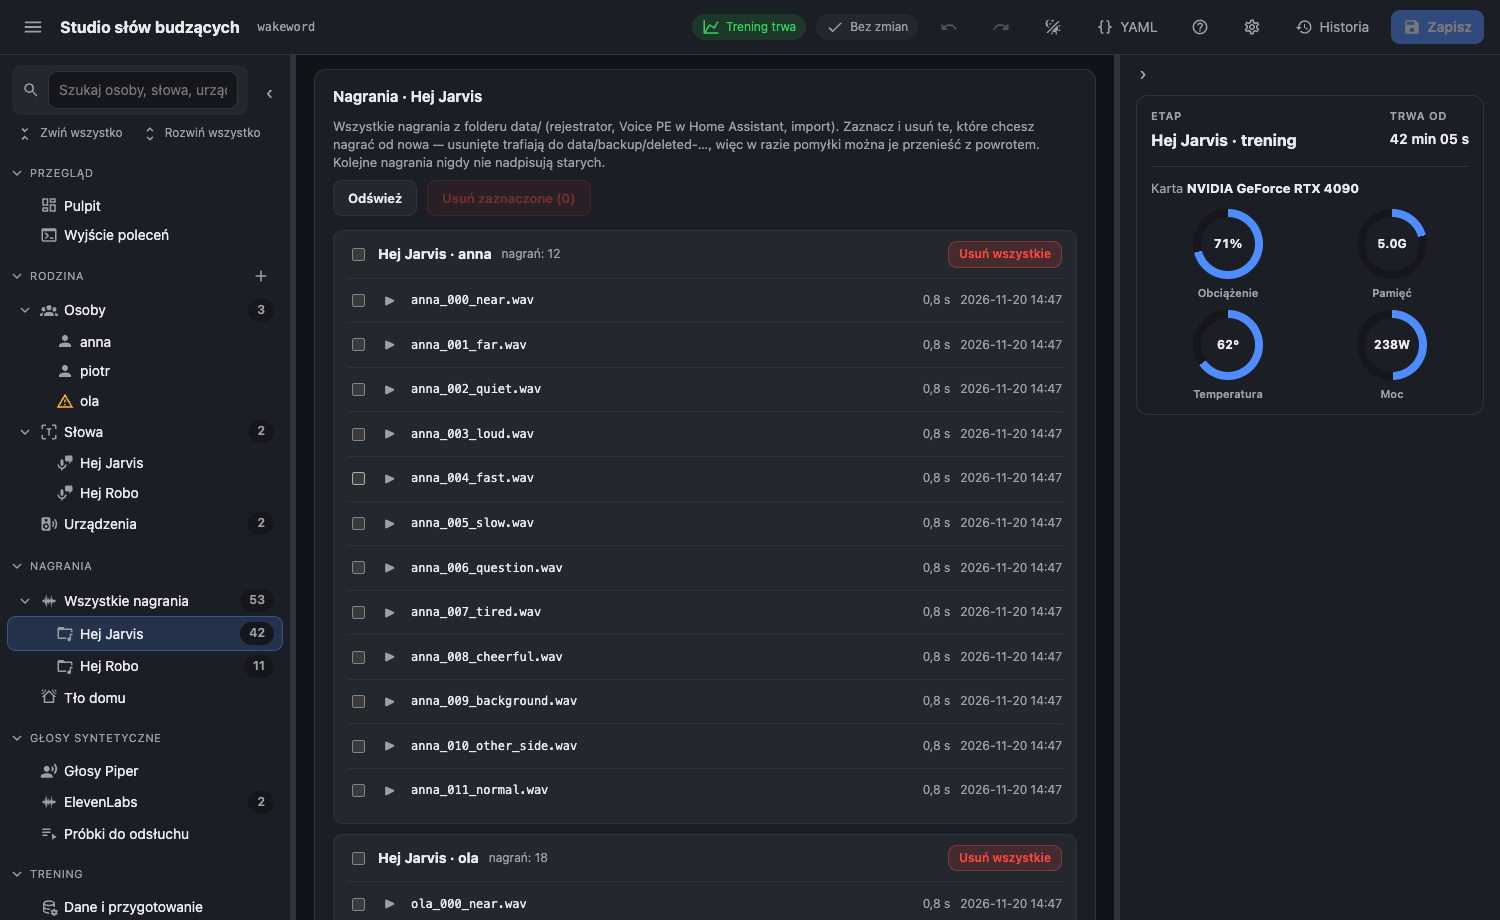 Studio słów budzących
wakeword
Trening trwa
Bez zmian
{} YAML
Historia
Zapisz
Szukaj osoby, słowa, urząd
Zwiń wszystko
Rozwiń wszystko
PRZEGLĄD
Pulpit
Wyjście poleceń
RODZINA
Osoby
3
anna
piotr
ola
Słowa
2
Hej Jarvis
Hej Robo
Urządzenia
2
NAGRANIA
Wszystkie nagrania
53
Hej Jarvis
42
Hej Robo
11
Tło domu
GŁOSY SYNTETYCZNE
Głosy Piper
ElevenLabs
2
Próbki do odsłuchu
TRENING
Dane i przygotowanie
Nagrania · Hej Jarvis
Wszystkie nagrania z folderu data/ (rejestrator, Voice PE w Home Assistant, import). Zaznacz i usuń te, które chcesz
nagrać od nowa — usunięte trafiają do data/backup/deleted-…, więc w razie pomyłki można je przenieść z powrotem.
Kolejne nagrania nigdy nie nadpisują starych.
Odśwież
Usuń zaznaczone (0)
Hej Jarvis · anna nagrań: 12
Usuń wszystkie
anna_000_near.wav 0,8 s 2026-11-20 14:47
anna_001_far.wav 0,8 s 2026-11-20 14:47
anna_002_quiet.wav 0,8 s 2026-11-20 14:47
anna_003_loud.wav 0,8 s 2026-11-20 14:47
anna_004_fast.wav 0,8 s 2026-11-20 14:47
anna_005_slow.wav 0,8 s 2026-11-20 14:47
anna_006_question.wav 0,8 s 2026-11-20 14:47
anna_007_tired.wav 0,8 s 2026-11-20 14:47
anna_008_cheerful.wav 0,8 s 2026-11-20 14:47
anna_009_background.wav 0,8 s 2026-11-20 14:47
anna_010_other_side.wav 0,8 s 2026-11-20 14:47
anna_011_normal.wav 0,8 s 2026-11-20 14:47
Hej Jarvis · ola nagrań: 18
Usuń wszystkie
ola_000_near.wav 0,8 s 2026-11-20 14:47
ETAP
Hej Jarvis · trening
TRWA OD
42 min 05 s
Karta NVIDIA GeForce RTX 4090
71%
Obciążenie
5.0G
Pamięć
62°
Temperatura
238W
Moc